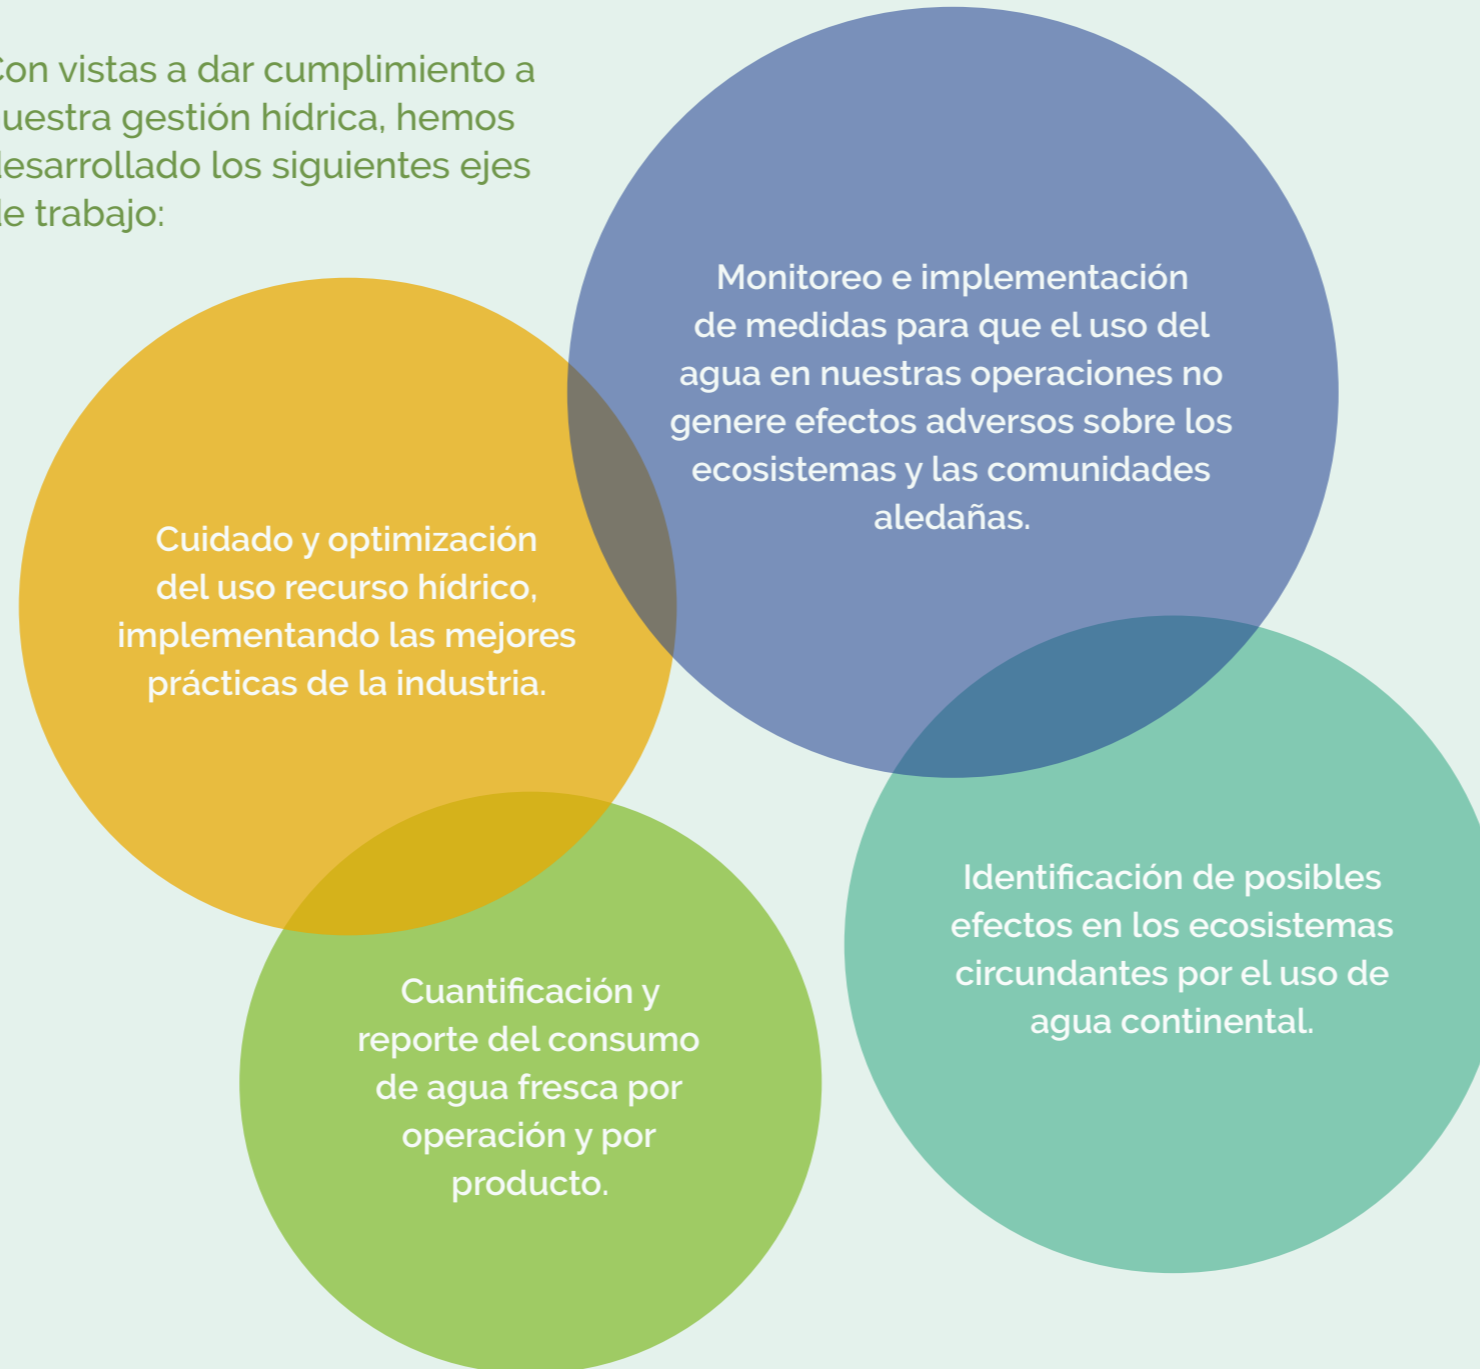 Con vistas a dar cumplimiento a
nuestra gestión hídrica, hemos
desarrollado los siguientes ejes
de trabajo:
Monitoreo e implementación
de medidas para que el uso del
agua en nuestras operaciones no
genere efectos adversos sobre los
ecosistemas y las comunidades
aledañas.
Cuidado y optimización
del uso recurso hídrico,
implementando las mejores
prácticas de la industria.
Identificación de posibles
efectos en los ecosistemas
circundantes por el uso de
agua continental.
Cuantificación y
reporte del consumo
de agua fresca por
operación y por
producto.